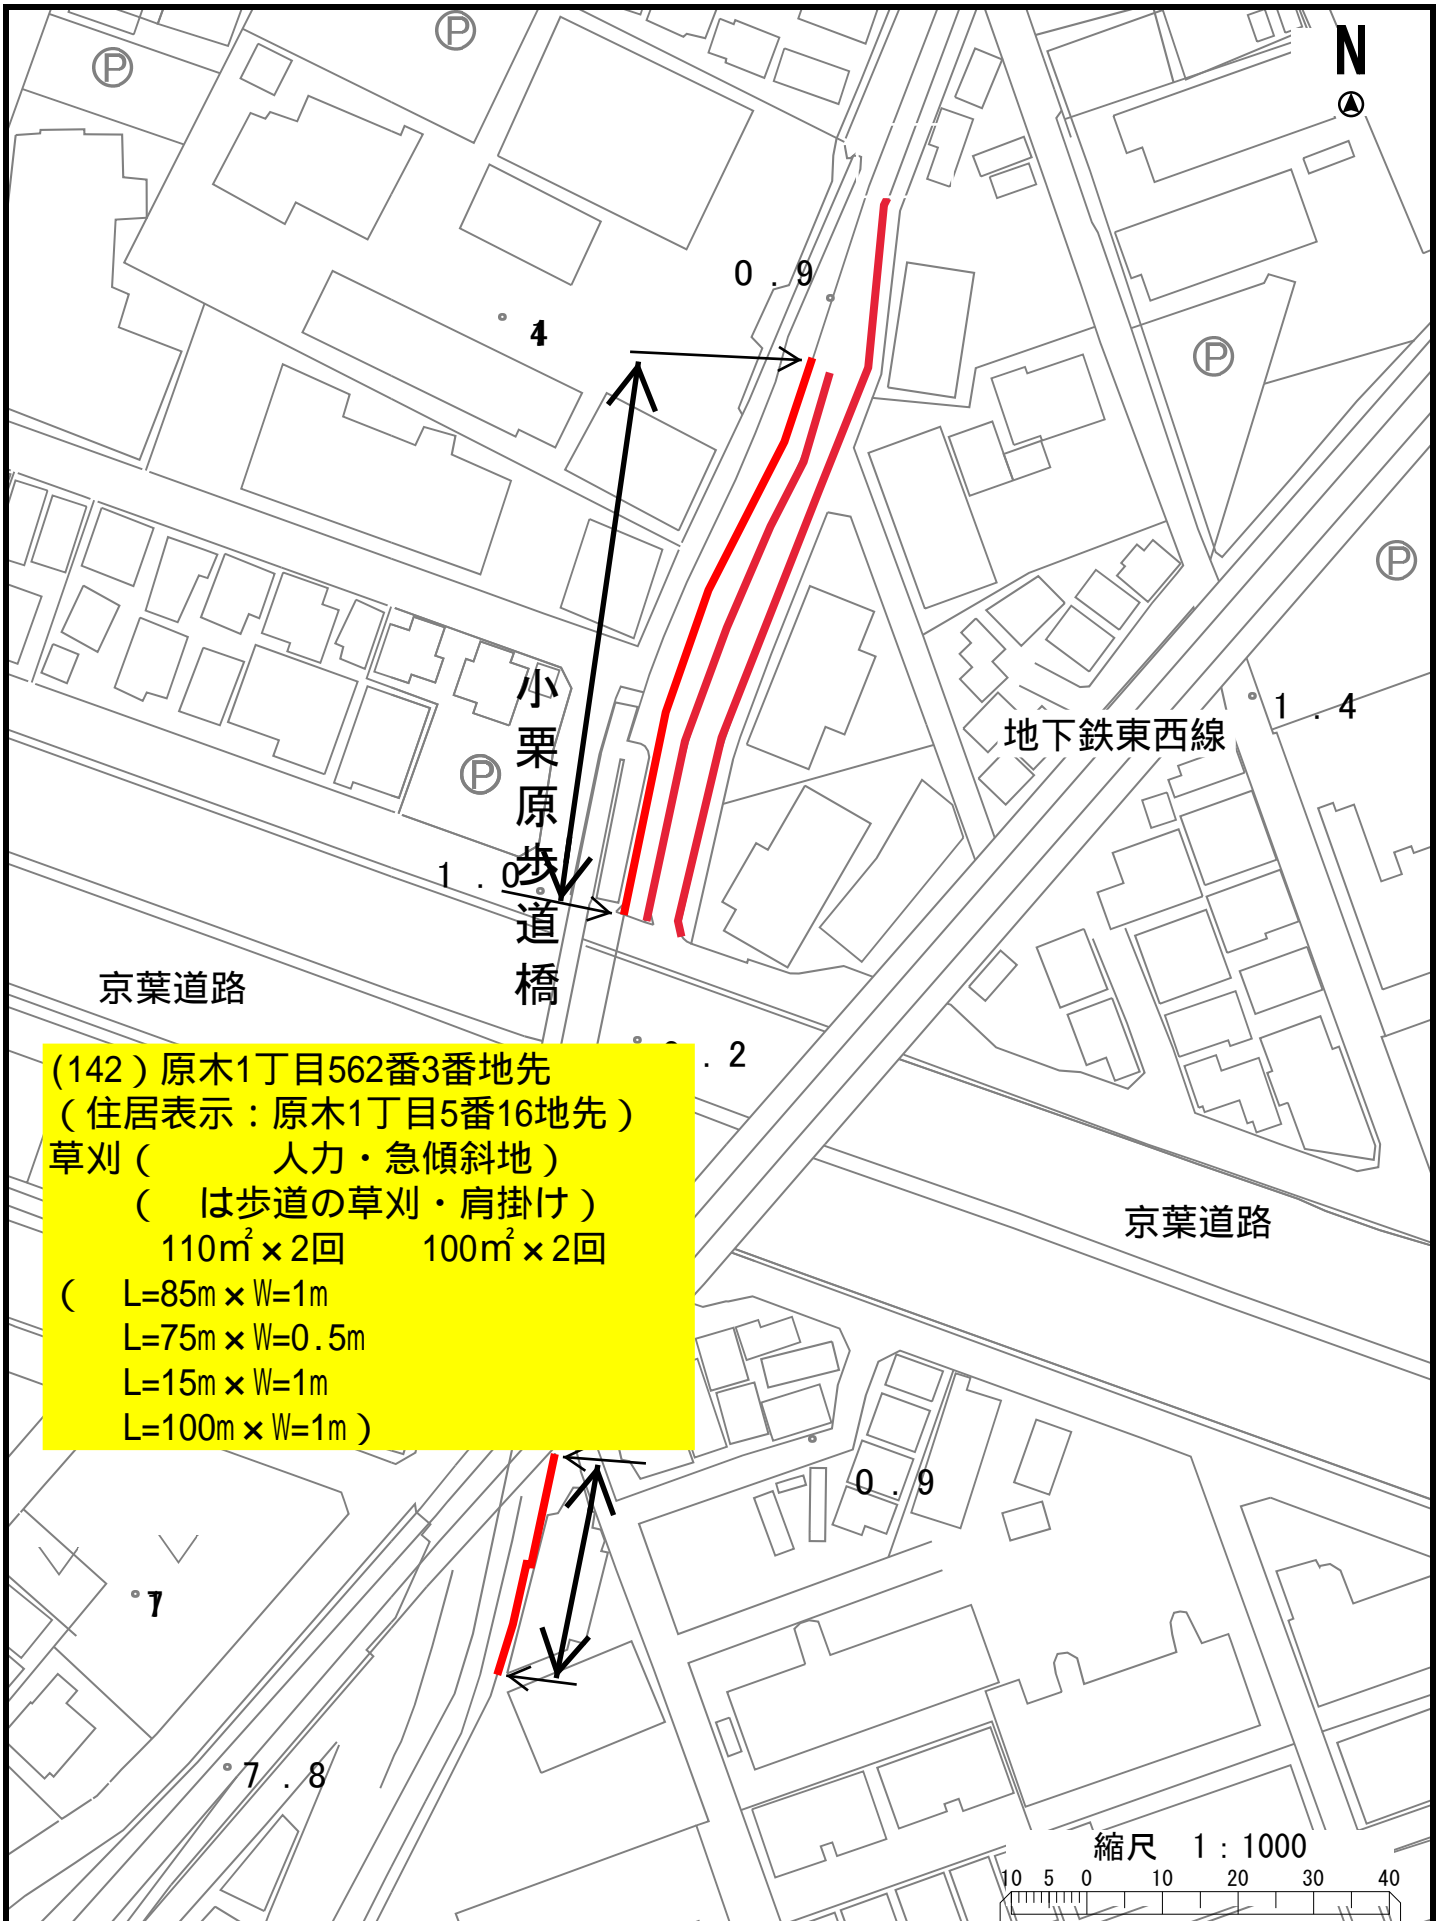 P
P
N
0.9
4
P
P
小栗原歩道橋
1.4
地下鉄東西線
P
1.0
京葉道路
.2
(142)原木1丁目562番3番地先
(住居表示:原木1丁目5番16地先)
草刈( 人力・急傾斜地)
( は歩道の草刈・肩掛け)
110㎡×2回 100㎡×2回
( L=85m×W=1m
L=75m×W=0.5m
L=15m×W=1m
L=100m×W=1m)
京葉道路
0.9
7.8
縮尺 1:1000
10 5 0 10 20 30 40